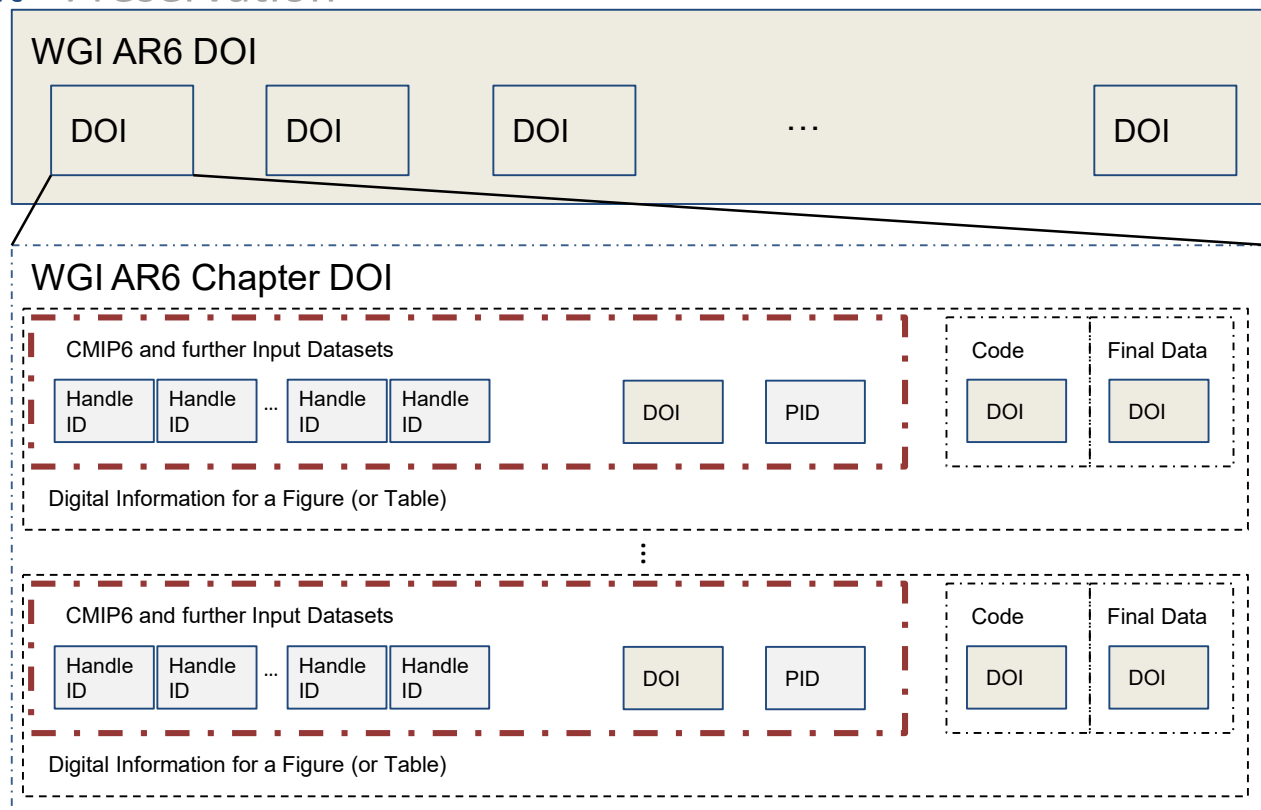 WGI AR6 DOI
DOI DOI DOI ... DOI
WGI AR6 Chapter DOI
CMIP6 and further Input Datasets
Code Final Data
Handle ID Handle ID ... Handle ID Handle ID DOI PID DOI DOI
Digital Information for a Figure (or Table)
...
CMIP6 and further Input Datasets
Code Final Data
Handle ID Handle ID ... Handle ID Handle ID DOI PID DOI DOI
Digital Information for a Figure (or Table)